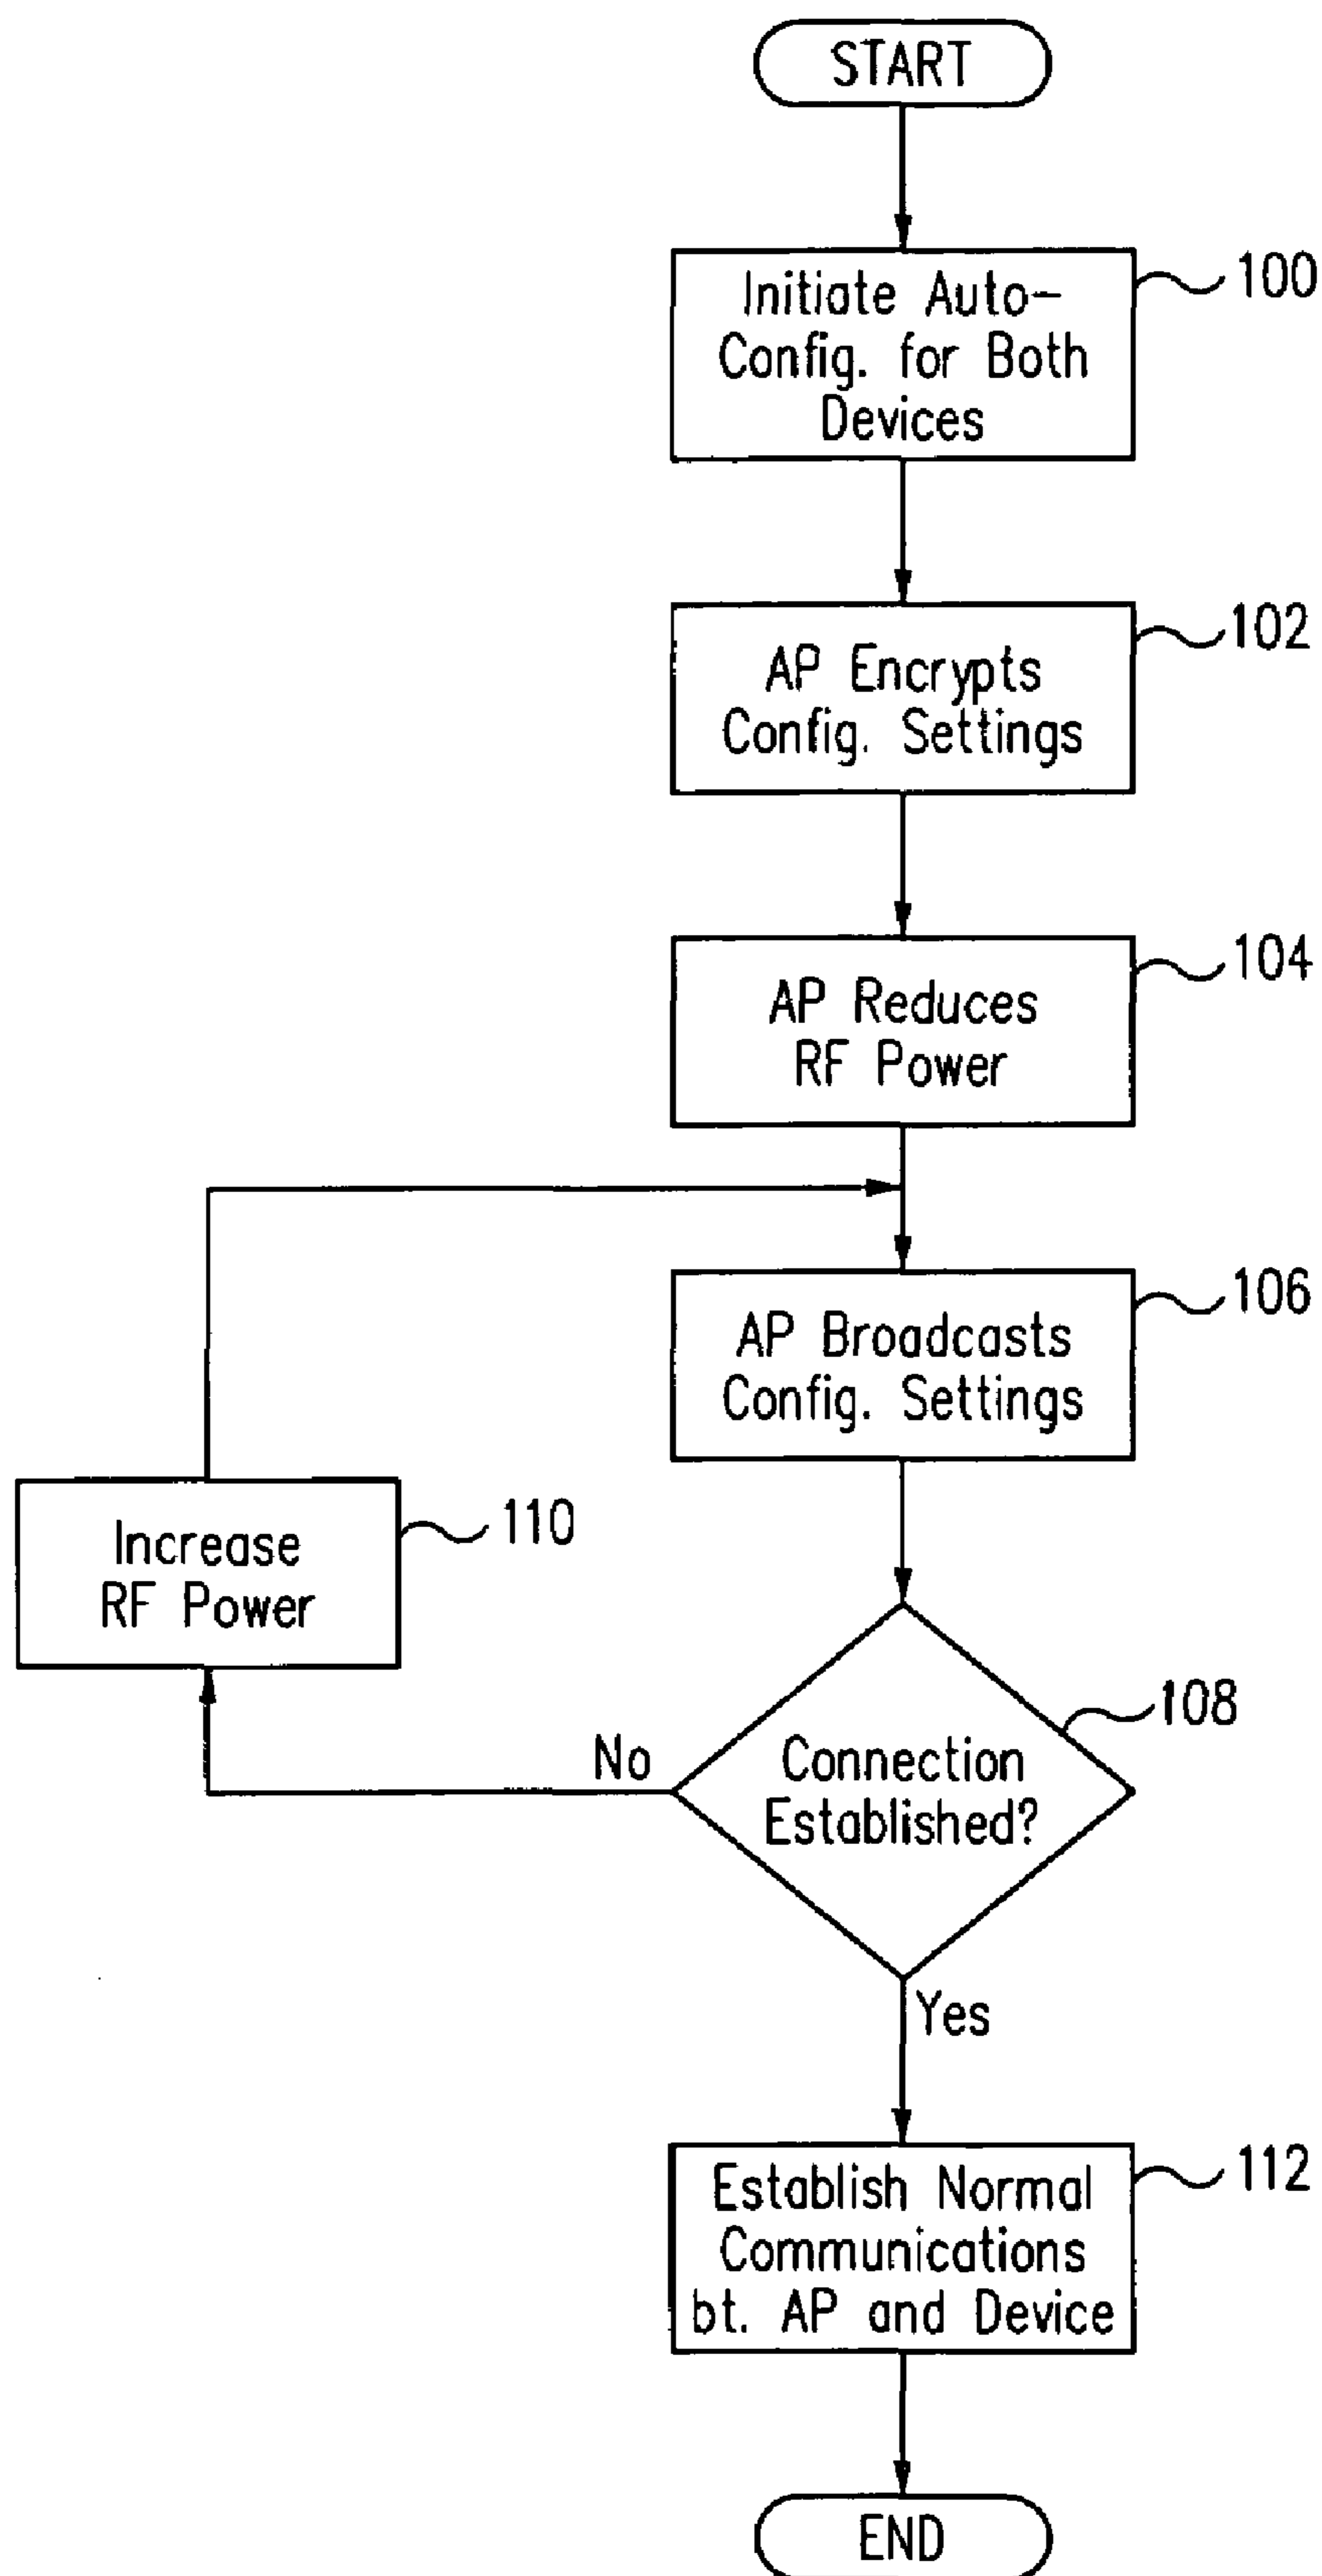 START
Initiate Auto-
Config. for Both
Devices
100
AP Encrypts
Config. Settings
102
AP Reduces
RF Power
104
AP Broadcasts
Config. Settings
106
Increase
RF Power
110
Connection
Established?
108
No
Yes
Establish Normal
Communications
bt. AP and Device
112
END